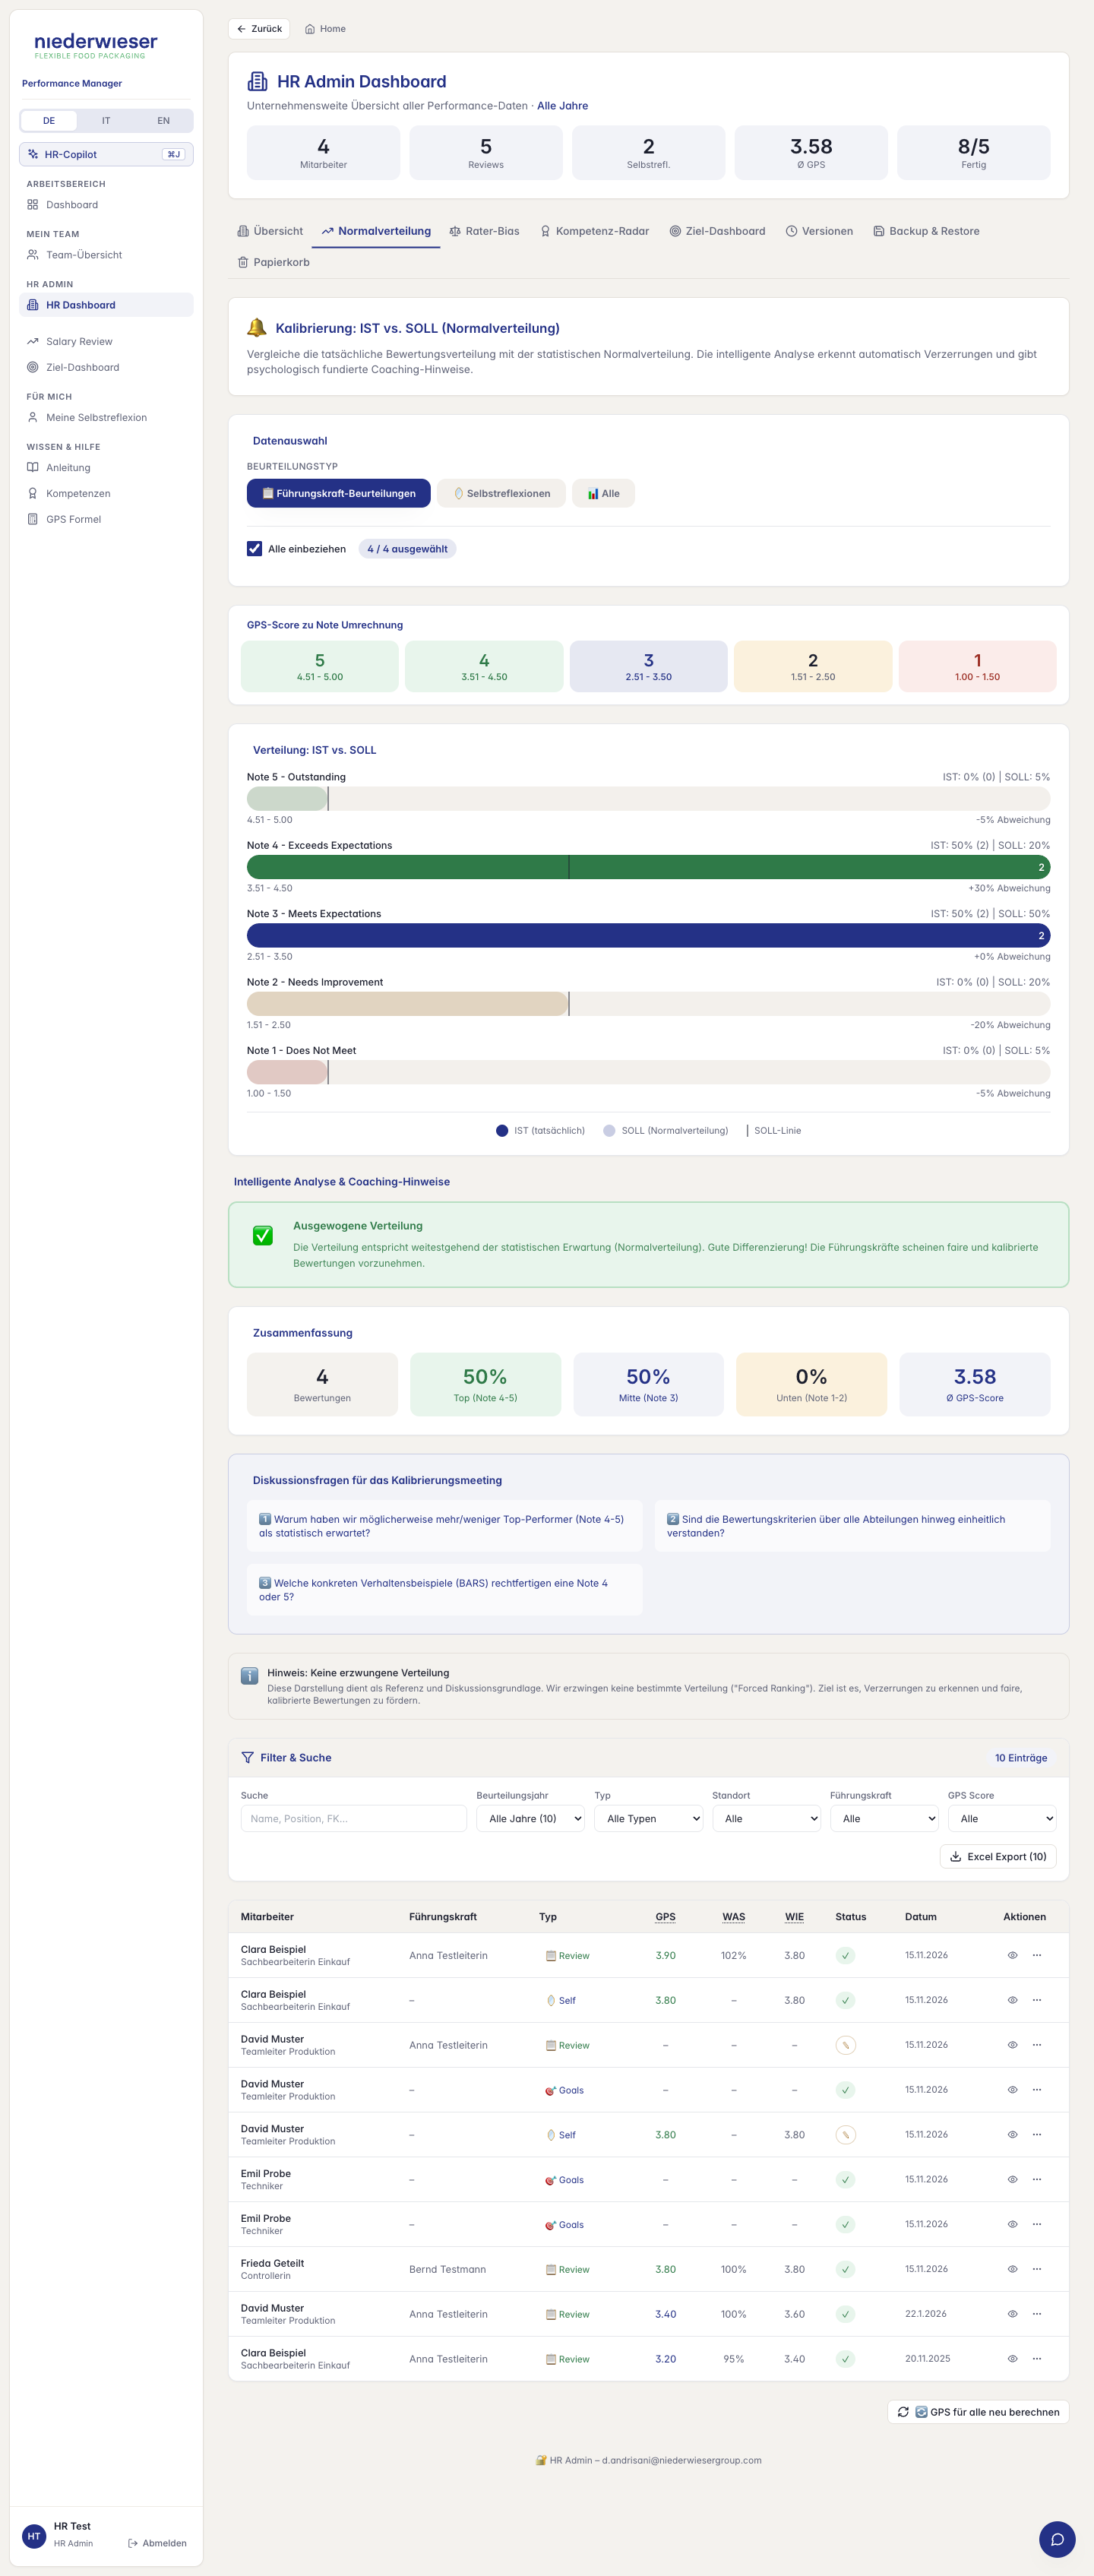 niederwieser
FLEXIBLE FOOD PACKAGING
Performance Manager
DE IT EN
HR-Copilot ⌘J
ARBEITSBEREICH
Dashboard
MEIN TEAM
Team-Übersicht
HR ADMIN
HR Dashboard
Salary Review
Ziel-Dashboard
FÜR MICH
Meine Selbstreflexion
WISSEN & HILFE
Anleitung
Kompetenzen
GPS Formel
HT
HR Test
HR Admin
Abmelden
Zurück Home
HR Admin Dashboard
Unternehmensweite Übersicht aller Performance-Daten · Alle Jahre
4 5 2 3.58 8/5
Mitarbeiter Reviews Selbstrefl. Ø GPS Fertig
Übersicht Normalverteilung Rater-Bias Kompetenz-Radar Ziel-Dashboard Versionen Backup & Restore
Papierkorb
Kalibrierung: IST vs. SOLL (Normalverteilung)
Vergleiche die tatsächliche Bewertungsverteilung mit der statistischen Normalverteilung. Die intelligente Analyse erkennt automatisch Verzerrungen und gibt
psychologisch fundierte Coaching-Hinweise.
Datenauswahl
BEURTEILUNGSTYP
Führungskraft-Beurteilungen Selbstreflexionen Alle
Alle einbeziehen 4 / 4 ausgewählt
GPS-Score zu Note Umrechnung
5 4 3 2 1
4.51 - 5.00 3.51 - 4.50 2.51 - 3.50 1.51 - 2.50 1.00 - 1.50
Verteilung: IST vs. SOLL
Note 5 - Outstanding IST: 0% (0) | SOLL: 5%
4.51 - 5.00 -5% Abweichung
Note 4 - Exceeds Expectations IST: 50% (2) | SOLL: 20%
2
3.51 - 4.50 +30% Abweichung
Note 3 - Meets Expectations IST: 50% (2) | SOLL: 50%
2
2.51 - 3.50 +0% Abweichung
Note 2 - Needs Improvement IST: 0% (0) | SOLL: 20%
1.51 - 2.50 -20% Abweichung
Note 1 - Does Not Meet IST: 0% (0) | SOLL: 5%
1.00 - 1.50 -5% Abweichung
IST (tatsächlich) SOLL (Normalverteilung) SOLL-Linie
Intelligente Analyse & Coaching-Hinweise
Ausgewogene Verteilung
Die Verteilung entspricht weitestgehend der statistischen Erwartung (Normalverteilung). Gute Differenzierung! Die Führungskräfte scheinen faire und kalibrierte
Bewertungen vorzunehmen.
Zusammenfassung
4 50% 50% 0% 3.58
Bewertungen Top (Note 4-5) Mitte (Note 3) Unten (Note 1-2) Ø GPS-Score
Diskussionsfragen für das Kalibrierungsmeeting
1 Warum haben wir möglicherweise mehr/weniger Top-Performer (Note 4-5)
als statistisch erwartet?
2 Sind die Bewertungskriterien über alle Abteilungen hinweg einheitlich
verstanden?
3 Welche konkreten Verhaltensbeispiele (BARS) rechtfertigen eine Note 4
oder 5?
Hinweis: Keine erzwungene Verteilung
Diese Darstellung dient als Referenz und Diskussionsgrundlage. Wir erzwingen keine bestimmte Verteilung ("Forced Ranking"). Ziel ist es, Verzerrungen zu erkennen und faire,
kalibrierte Bewertungen zu fördern.
Filter & Suche 10 Einträge
Suche Beurteilungsjahr Typ Standort Führungskraft GPS Score
Name, Position, FK... Alle Jahre (10) Alle Typen Alle Alle Alle
Excel Export (10)
Mitarbeiter Führungskraft Typ GPS WAS WIE Status Datum Aktionen
Clara Beispiel
Sachbearbeiterin Einkauf Anna Testleiterin Review 3.90 102% 3.80 ✓ 15.11.2026
Clara Beispiel
Sachbearbeiterin Einkauf – Self 3.80 – 3.80 ✓ 15.11.2026
David Muster
Teamleiter Produktion Anna Testleiterin Review – – – 15.11.2026
David Muster
Teamleiter Produktion – Goals – – – ✓ 15.11.2026
David Muster
Teamleiter Produktion – Self 3.80 – 3.80 15.11.2026
Emil Probe
Techniker – Goals – – – ✓ 15.11.2026
Emil Probe
Techniker – Goals – – – ✓ 15.11.2026
Frieda Geteilt
Controllerin Bernd Testmann Review 3.80 100% 3.80 ✓ 15.11.2026
David Muster
Teamleiter Produktion Anna Testleiterin Review 3.40 100% 3.60 ✓ 22.1.2026
Clara Beispiel
Sachbearbeiterin Einkauf Anna Testleiterin Review 3.20 95% 3.40 ✓ 20.11.2025
GPS für alle neu berechnen
HR Admin – d.andrisani@niederwiesergroup.com